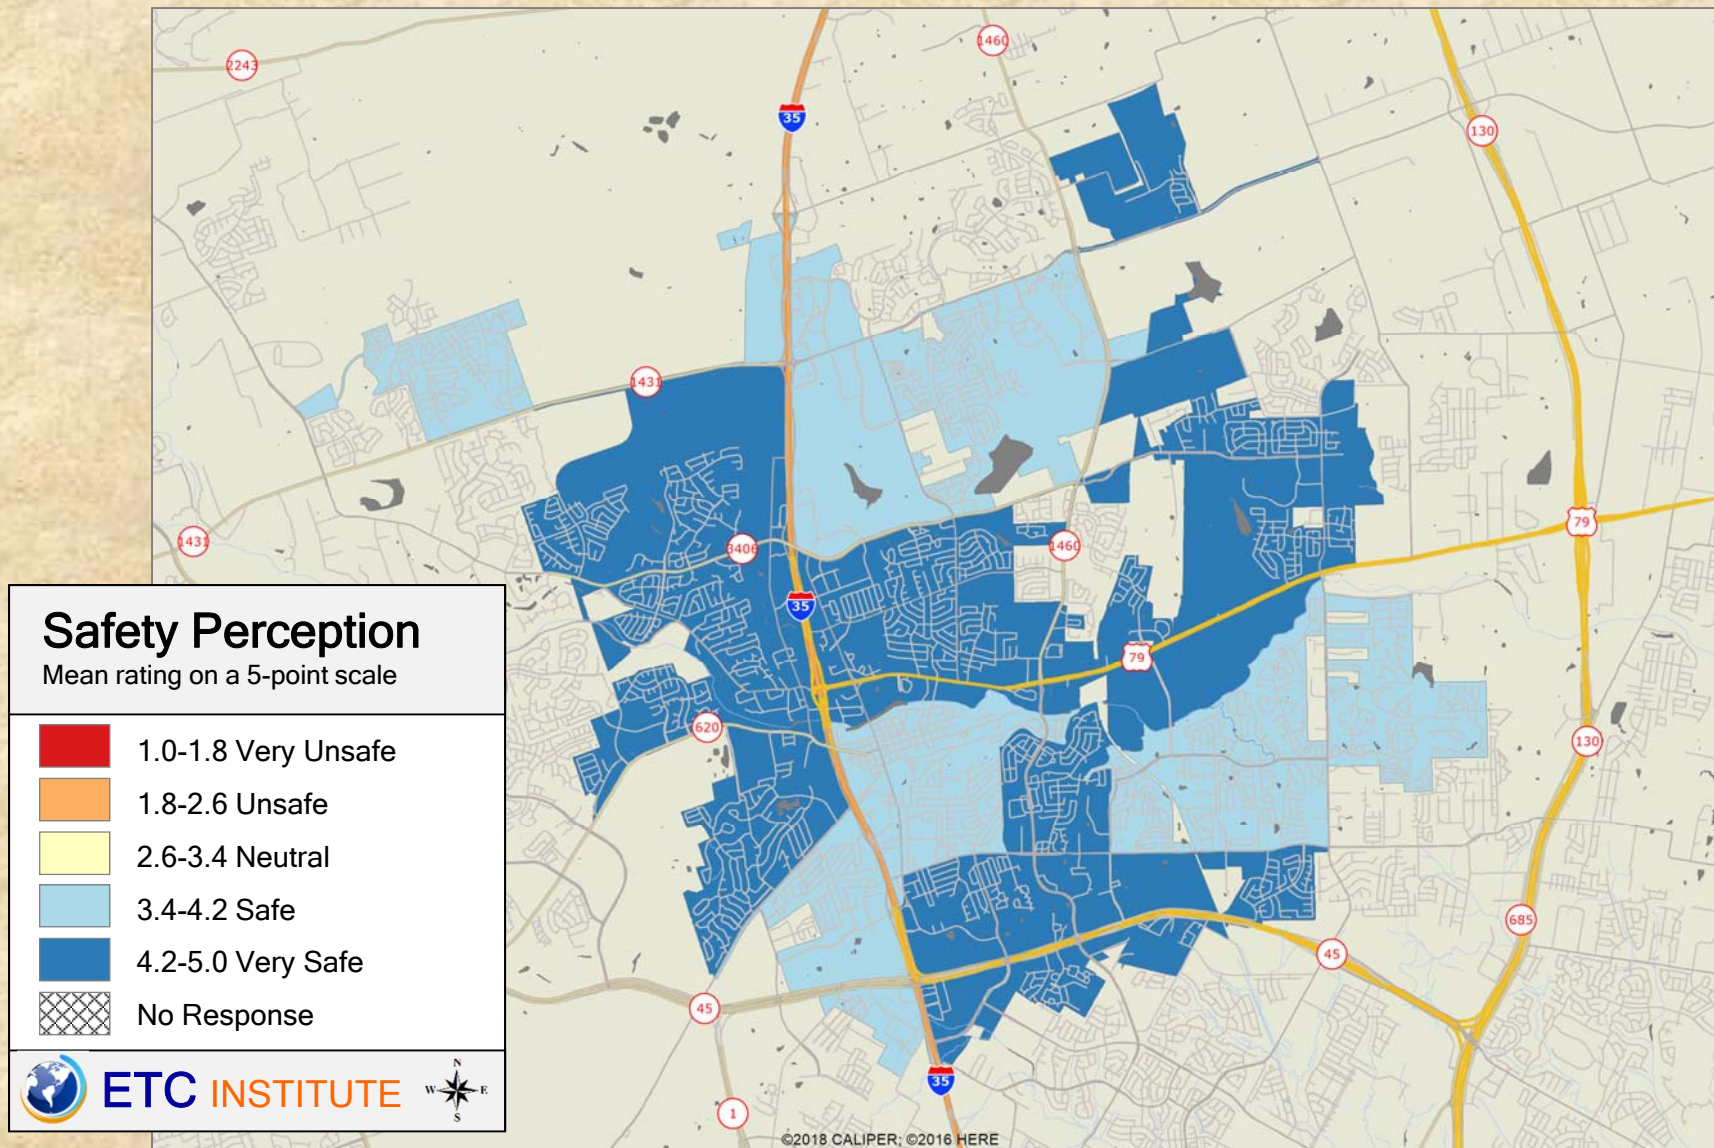 2243
1460
35
130
1431
1431
3406
1460
79
35
79
620
130
685
45
45
35
1
Safety Perception
Mean rating on a 5-point scale
1.0-1.8 Very Unsafe
1.8-2.6 Unsafe
2.6-3.4 Neutral
3.4-4.2 Safe
4.2-5.0 Very Safe
No Response
ETC INSTITUTE
N
W E
S
©2018 CALIPER; ©2016 HERE